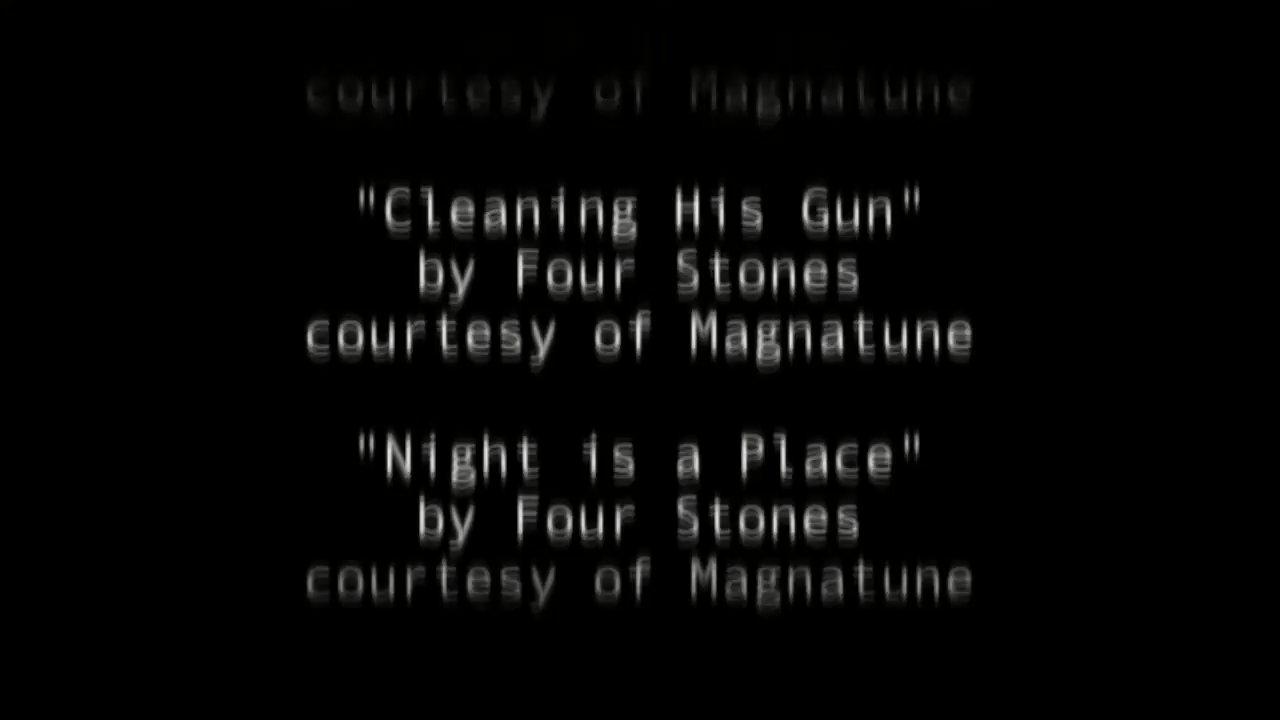 courtesy of Magnatune
"Cleaning His Gun"
by Four Stones
courtesy of Magnatune
"Night is a Place"
by Four Stones
courtesy of Magnatune